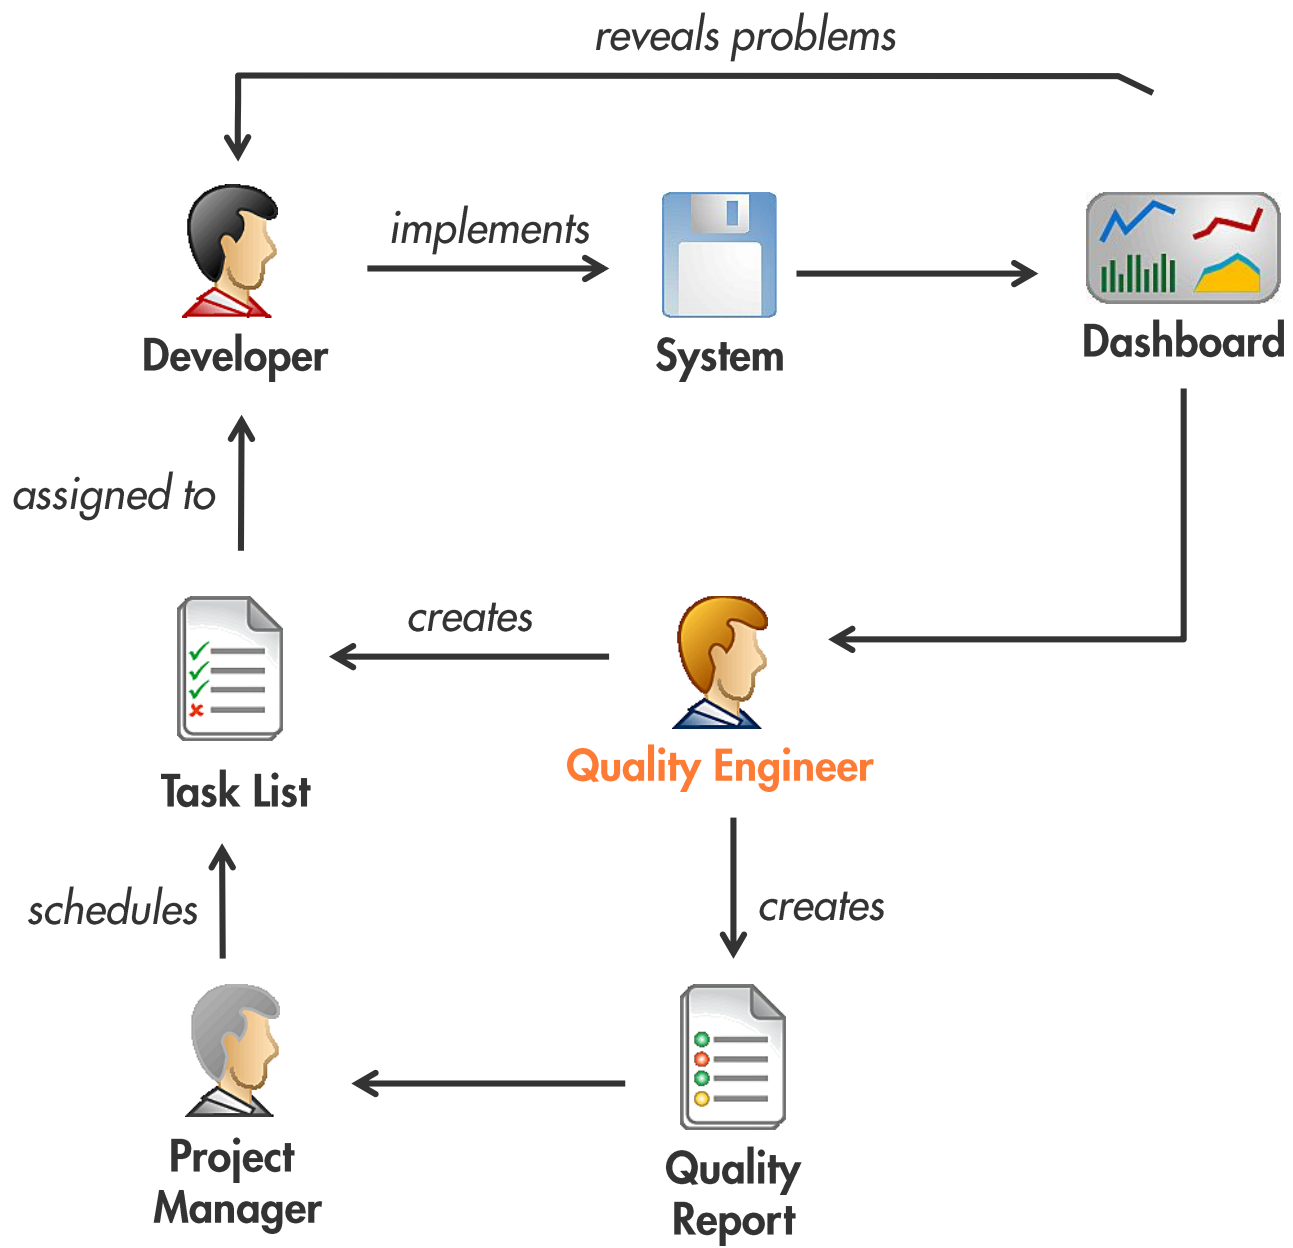 reveals problems
implements
Developer
System
Dashboard
assigned to
creates
Task List
Quality Engineer
schedules
creates
Project
Manager
Quality
Report